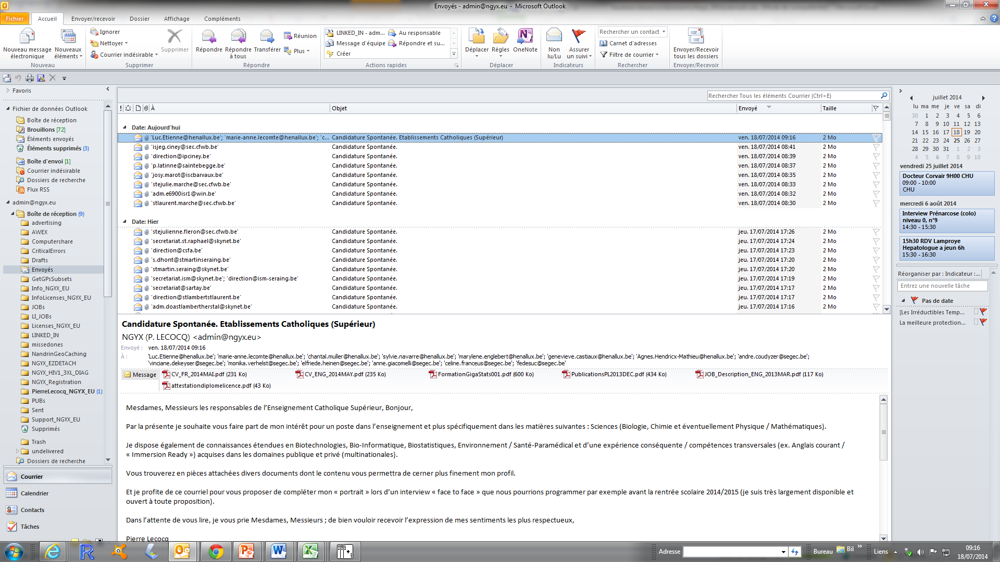 Envoyés - admin@ngyx.eu - Microsoft Outlook
Fichier Accueil Envoyer/recevoir Dossier Affichage Compléments
Nouveau message électronique
Nouveaux éléments
Nouveau
Ignorer
Nettoyer
Courrier indésirable
Supprimer
Supprimer
Répondre
Répondre à tous
Transférer
Réunion
Plus
Répondre
LINKED_IN - adm...
Message d'équipe
Créer
Au responsable
Répondre et su...
Actions rapides
Déplacer
Règles
OneNote
Déplacer
Non lu/Lu
Assurer un suivi
Indicateurs
Rechercher un contact
Carnet d'adresses
Filtre de courrier
Rechercher
Envoyer/Recevoir tous les dossiers
Envoyer/Recevoir
Favoris
Fichier de données Outlook
Boîte de réception
Brouillons [72]
Éléments envoyés
Éléments supprimés (3)
Boîte d'envoi [1]
Courrier indésirable
Dossiers de recherche
Flux RSS
admin@ngyx.eu
Boîte de réception (9)
advertising
AWEX
Computershare
CriticalErrors
Drafts
Envoyés
GetGPsSubsets
Info_NGYX_EU
InfoLicenses_NGYX_EU
JOBs
LI_JOBs
Licenses_NGYX_EU
LINKED_IN
missedones
NandrinGeoCaching
NGYX_EZDETACH
NGYX_HIV1_3XL_DIAG
NGYX_Registration
PierreLecocq_NGYX_EU (1)
PUBs
Sent
Support_NGYX_EU
Supprimés
Trash
undelivered
Dossiers de recherche
Courrier
Calendrier
Contacts
Tâches
Rechercher Tous les éléments Courrier (Ctrl+E)
À Objet Envoyé Taille
Date: Aujourd'hui
'Luc.Etienne@henallux.be'; 'marie-anne.lecomte@henallux.be'; 'c... Candidature Spontanée. Etablissements Catholiques (Supérieur) ven. 18/07/2014 09:16 2 Mo
'isjeg.ciney@sec.cfwb.be' Candidature Spontanée. ven. 18/07/2014 08:41 2 Mo
'direction@ipciney.be' Candidature Spontanée. ven. 18/07/2014 08:39 2 Mo
'p.latinne@saintebegge.be' Candidature Spontanée. ven. 18/07/2014 08:37 2 Mo
'josy.marot@iscbarvaux.be' Candidature Spontanée. ven. 18/07/2014 08:35 2 Mo
'stejulie.marche@sec.cfwb.be' Candidature Spontanée. ven. 18/07/2014 08:33 2 Mo
'adm.e6900isr1@win.be' Candidature Spontanée. ven. 18/07/2014 08:32 2 Mo
'stlaurent.marche@sec.cfwb.be' Candidature Spontanée. ven. 18/07/2014 08:30 2 Mo
Date: Hier
'stejulienne.fleron@sec.cfwb.be' Candidature Spontanée. jeu. 17/07/2014 17:26 2 Mo
'secretariat.st.raphael@skynet.be' Candidature Spontanée. jeu. 17/07/2014 17:24 2 Mo
'direction@csfa.be' Candidature Spontanée. jeu. 17/07/2014 17:23 2 Mo
's.dhont@stmartinseraing.be' Candidature Spontanée. jeu. 17/07/2014 17:20 2 Mo
'stmartin.seraing@skynet.be' Candidature Spontanée. jeu. 17/07/2014 17:20 2 Mo
'secretariat.ism@skynet.be'; 'direction@ism-seraing.be' Candidature Spontanée. jeu. 17/07/2014 17:19 2 Mo
'secretariat@sartay.be' Candidature Spontanée. jeu. 17/07/2014 17:17 2 Mo
'direction@stlambertstlaurent.be' Candidature Spontanée. jeu. 17/07/2014 17:17 2 Mo
'adm.doastlambertherstal@skynet.be' Candidature Spontanée. jeu. 17/07/2014 17:16 2 Mo
Candidature Spontanée. Etablissements Catholiques (Supérieur)
NGYX (P. LECOCQ) <admin@ngyx.eu>
Envoyé : ven. 18/07/2014 09:16
À : 'Luc.Etienne@henallux.be'; 'marie-anne.lecomte@henallux.be'; 'chantal.muller@henallux.be'; 'sylvie.navarre@henallux.be'; 'marylene.englebert@henallux.be'; 'genevieve.castiaux@henallux.be'; 'Agnes.Hendricx-Mathieu@henallux.be'; 'andre.coudyzer@segec.be';
'vinciane.dekeyser@segec.be'; 'monika.verhelst@segec.be'; 'elfriede.heinen@segec.be'; 'anne.giacomelli@segec.be'; 'celine.franceus@segec.be'; 'fedesuc@segec.be'
Message CV_FR_2014MAI.pdf (231 Ko) CV_ENG_2014MAY.pdf (235 Ko) FormationGigaStats001.pdf (600 Ko) PublicationsPL2013DEC.pdf (434 Ko) JOB_Description_ENG_2013MAR.pdf (117 Ko)
attestationdiplomelicence.pdf (43 Ko)
Mesdames, Messieurs les responsables de l'Enseignement Catholique Supérieur, Bonjour,
Par la présente je souhaite vous faire part de mon intérêt pour un poste dans l'enseignement et plus spécifiquement dans les matières suivantes : Sciences (Biologie, Chimie et éventuellement Physique / Mathématiques).
Je dispose également de connaissances étendues en Biotechnologies, Bio-Informatique, Biostatistiques, Environnement / Santé-Paramédical et d'une expérience conséquente / compétences transversales (ex. Anglais courant /
« Immersion Ready ») acquises dans les domaines publique et privé (multinationales).
Vous trouverez en pièces attachées divers documents dont le contenu vous permettra de cerner plus finement mon profil.
Et je profite de ce courriel pour vous proposer de compléter mon « portrait » lors d'un interview « face to face » que nous pourrions programmer par exemple avant la rentrée scolaire 2014/2015 (je suis très largement disponible et
ouvert à toute proposition).
Dans l'attente de vous lire, je vous prie Mesdames, Messieurs ; de bien vouloir recevoir l'expression de mes sentiments les plus respectueux,
Pierre Lecocq
juillet 2014
lu ma me je ve sa di
30 1 2 3 4 5 6
7 8 9 10 11 12 13
14 15 16 17 18 19 20
21 22 23 24 25 26 27
28 29 30 31 1 2 3
4 5 6 7 8 9 10
vendredi 25 juillet 2014
Docteur Corvair 9H00 CHU
09:00 - 10:00
CHU
mercredi 6 août 2014
Interview Prénarcose (colo)
niveau 0, n°9
14:30 - 15:30
15h30 RDV Lamproye
Hepatologue a jeun 6h
15:30 - 16:30
Réorganiser par : Indicateur :...
Entrez une nouvelle tâche
Pas de date
[Les Irréductibles Temp...
La meilleure protection...
Adresse
Bureau
Bil
Liens
09:16
18/07/2014